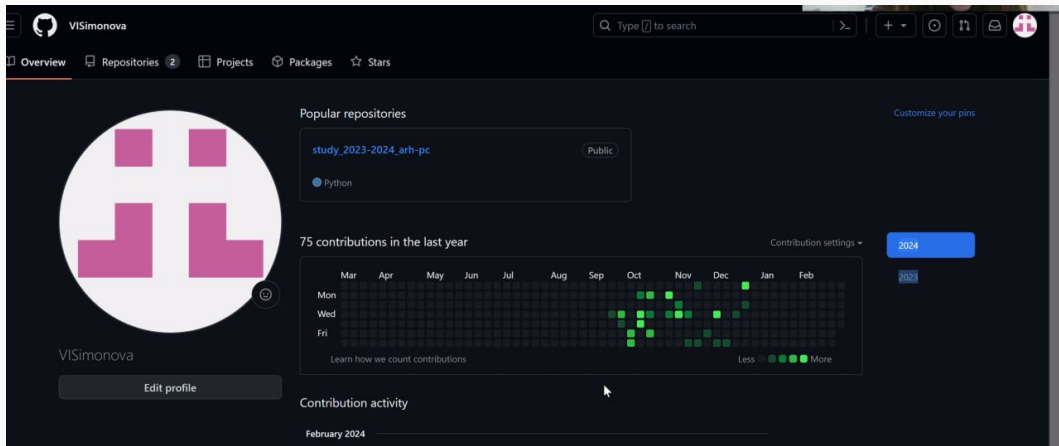 VISimonova
Type / to search
Overview Repositories 2 Projects Packages Stars
Popular repositories
Customize your pins
study_2023-2024_arh-pc
Public
Python
75 contributions in the last year
Contribution settings
2024
2023
Mar Apr May Jun Jul Aug Sep Oct Nov Dec Jan Feb
Mon
Wed
Fri
Learn how we count contributions
Less More
VISimonova
Edit profile
Contribution activity
February 2024